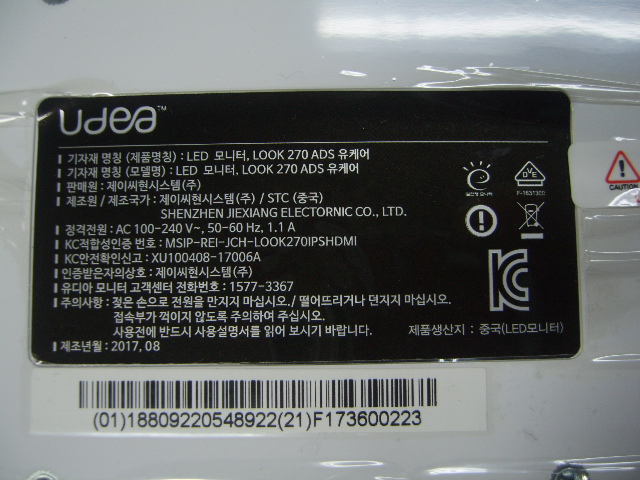 udea™
기자재 명칭 (제품명칭) : LED 모니터, LOOK 270 ADS 유케어
기자재 명칭 (모델명) : LED 모니터, LOOK 270 ADS 유케어
판매원 : 제이씨현시스템(주)
제조원 / 제조국가 : 제이씨현시스템(주) / STC (중국)
SHENZHEN JIEXIANG ELECTORNIC CO., LTD.
정격전원 : AC 100-240 V~, 50-60 Hz, 1.1 A
KC적합성인증 번호 : MSIP-REI-JCH-LOOK270IPSHDMI
KC안전확인신고 : XU100408-17006A
인증받은자의상호 : 제이씨현시스템(주)
유디아 모니터 고객센터 전화번호 : 1577-3367
주의사항 : 젖은 손으로 전원을 만지지 마십시오./ 떨어뜨리거나 던지지 마십시오.
접속부가 꺽이지 않도록 주의하여 주십시오.
사용전에 반드시 사용설명서를 읽어 보시기 바랍니다.
제조년월 : 2017, 08
제품생산지 : 중국(LED모니터)
CAUTION
(01)18809220548922(21)F173600223